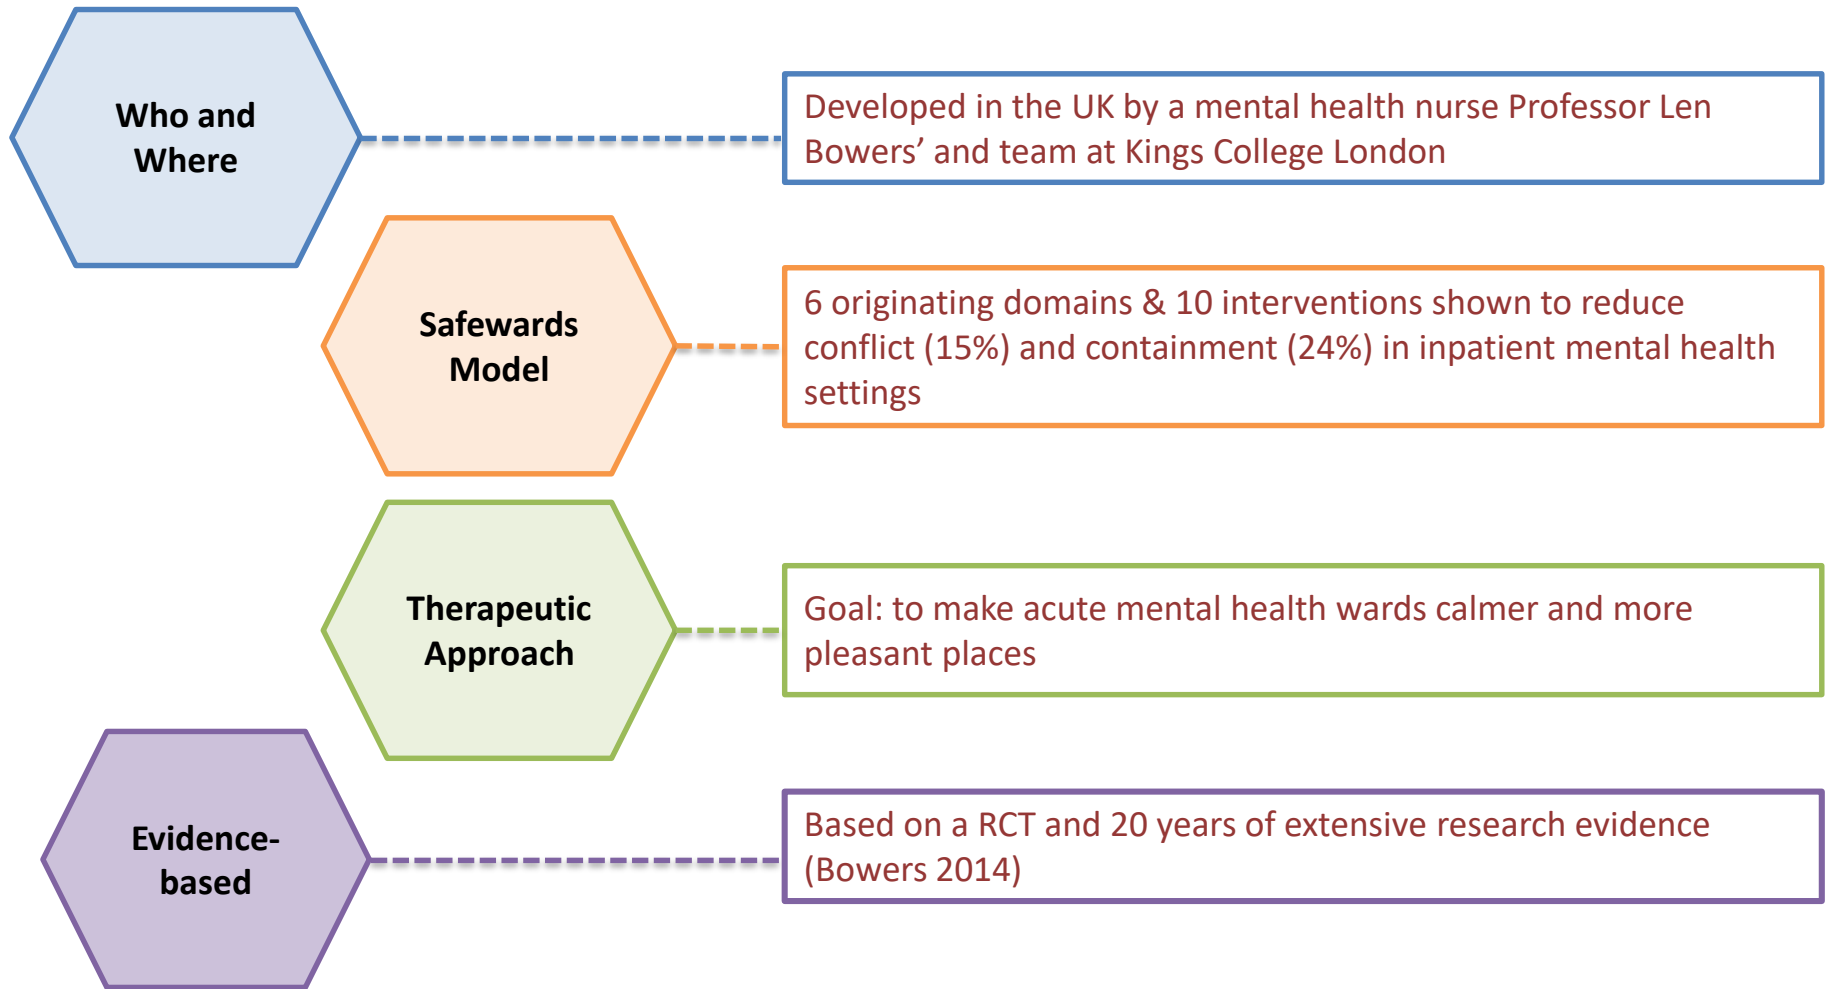 Who and
Where
Developed in the UK by a mental health nurse Professor Len
Bowers’ and team at Kings College London
Safewards
Model
6 originating domains & 10 interventions shown to reduce
conflict (15%) and containment (24%) in inpatient mental health
settings
Therapeutic
Approach
Goal: to make acute mental health wards calmer and more
pleasant places
Evidence-
based
Based on a RCT and 20 years of extensive research evidence
(Bowers 2014)